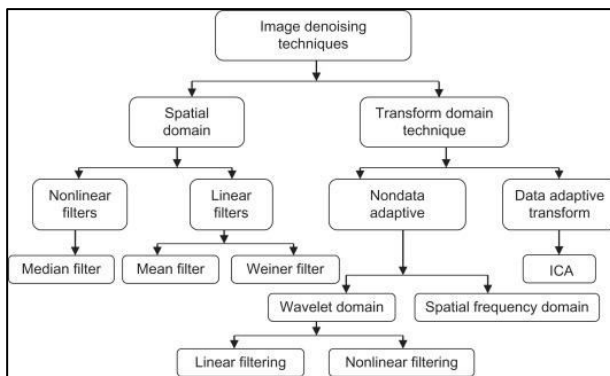 Image denoising
techniques
Spatial
domain
Transform domain
technique
Nonlinear
filters
Linear
filters
Nondata
adaptive
Data adaptive
transform
Median filter
Mean filter
Weiner filter
ICA
Wavelet domain
Spatial frequency domain
Linear filtering
Nonlinear filtering